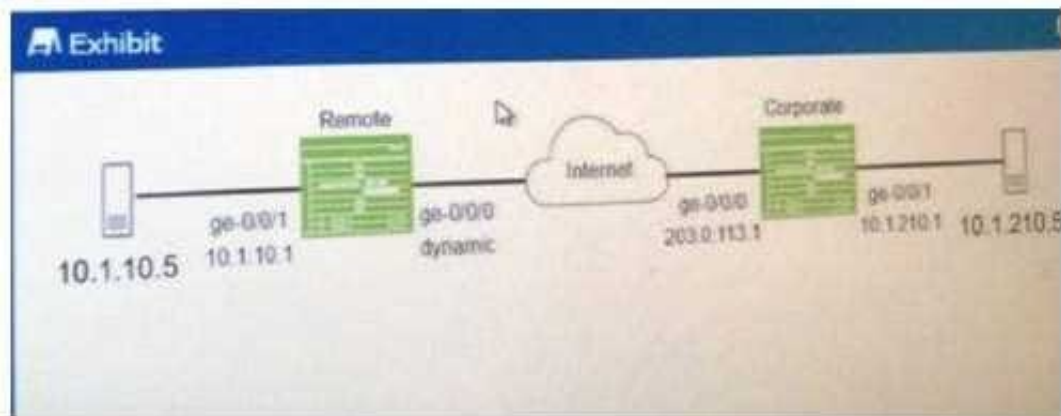 Exhibit
Remote
Corporate
Internet
ge-0/0/1
10.1.10.1
ge-0/0/0
dynamic
ge-0/0/0
203.0.113.1
ge-0/0/1
10.1.210.1
10.1.10.5
10.1.210.5